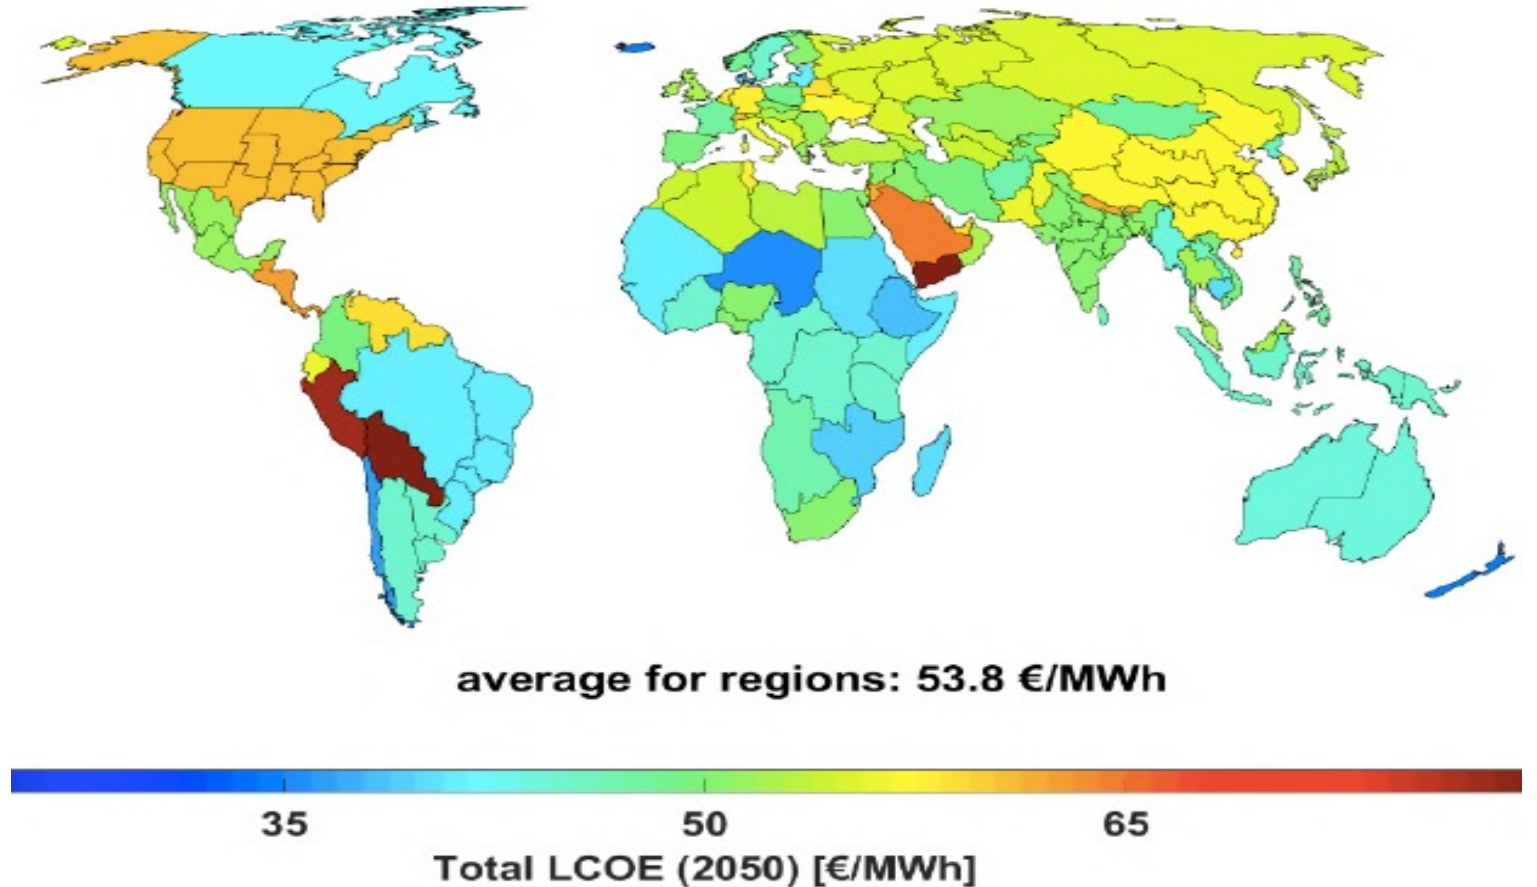 average for regions: 53.8 €/MWh
35 50 65
Total LCOE (2050) [€/MWh]